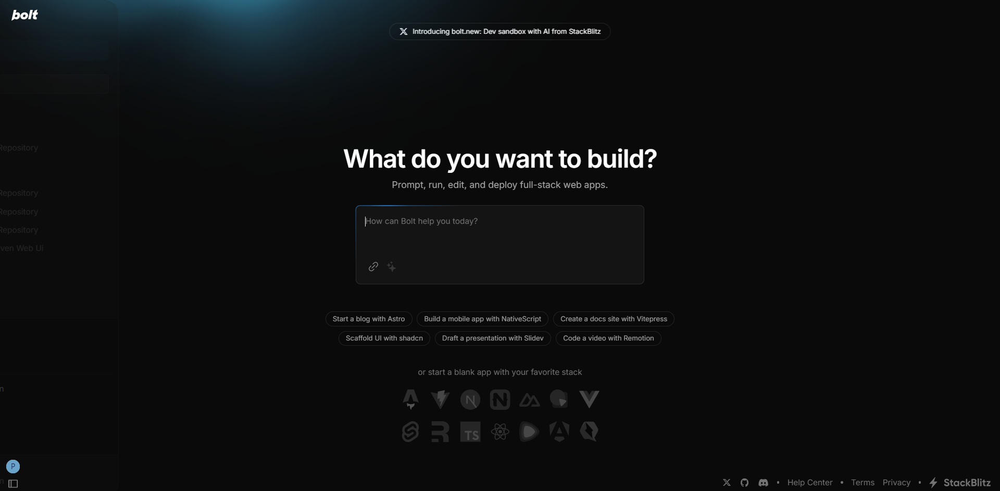 bolt
Introducing bolt.new: Dev sandbox with AI from StackBlitz
Repository
Repository
Repository
Repository
ven Web Ui
What do you want to build?
Prompt, run, edit, and deploy full-stack web apps.
How can Bolt help you today?
Start a blog with Astro
Build a mobile app with NativeScript
Create a docs site with Vitepress
Scaffold UI with shadcn
Draft a presentation with Slidev
Code a video with Remotion
or start a blank app with your favorite stack
N
N
TS
n
P
n
Help Center • Terms Privacy • StackBlitz